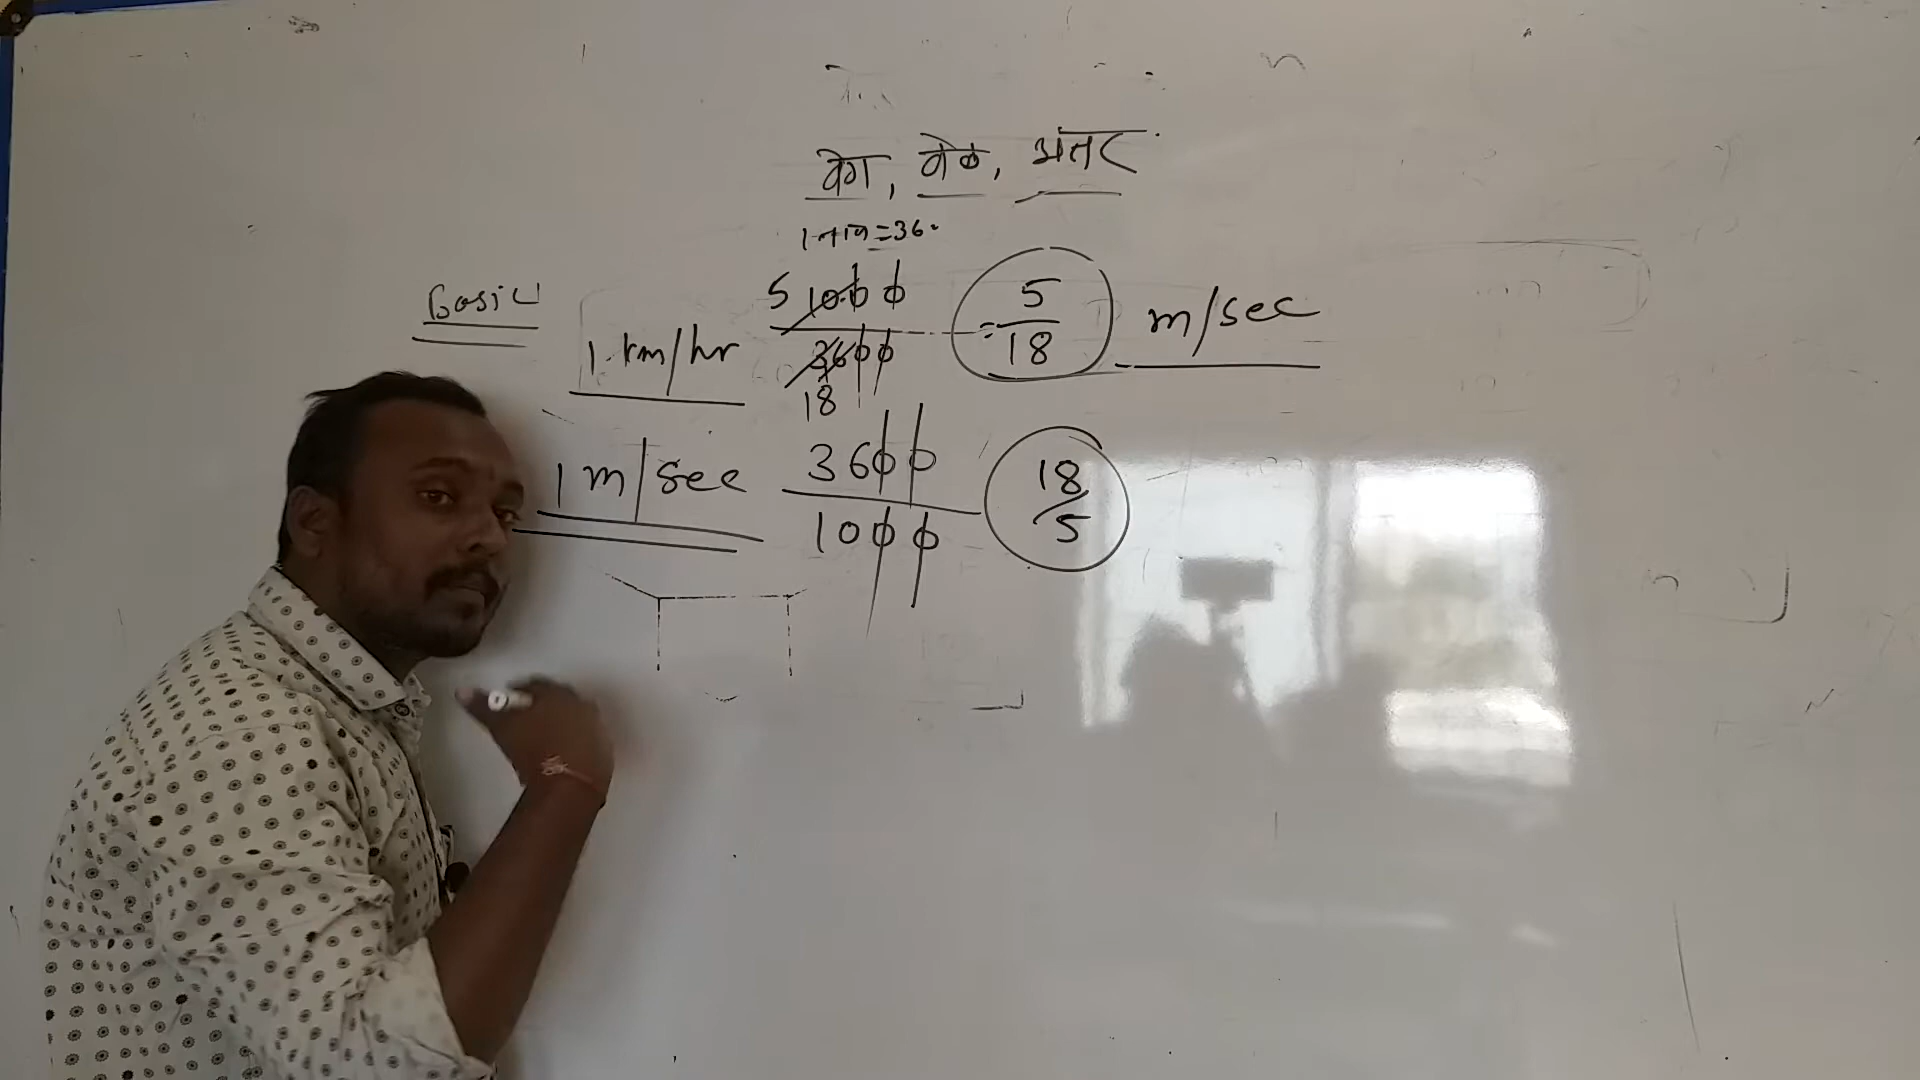 वेग, वेळ, अंतर
1 तास = 36
Basic
1 km/hr 5 1000 / 3600 18 = 5/18 m/sec
1 m/sec 3600 / 1000 18/5